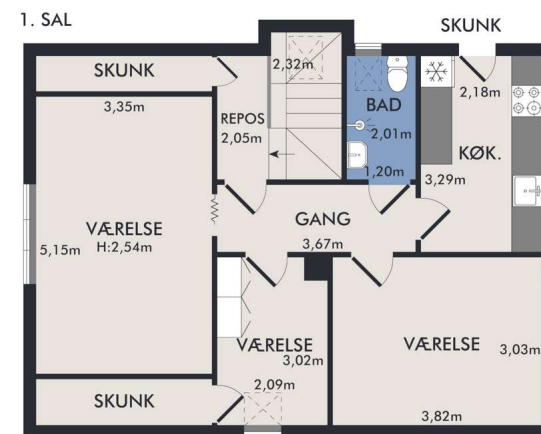 1. SAL
SKUNK
SKUNK
3,35m
2,32m
REPOS
2,05m
BAD
2,01m
1,20m
2,18m
KØK.
3,29m
VÆRELSE
H:2,54m
5,15m
GANG
3,67m
VÆRELSE
3,02m
2,09m
VÆRELSE
3,03m
3,82m
SKUNK